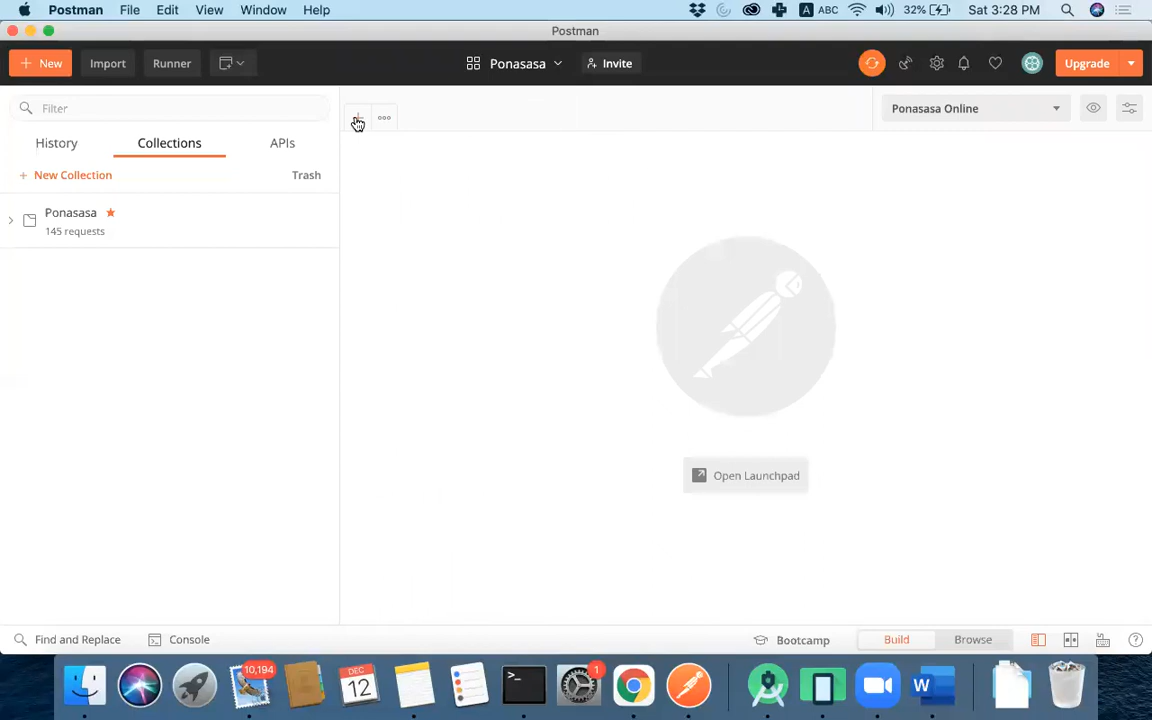 Postman File Edit View Window Help A ABC 32% Sat 3:28 PM
Postman
+ New Import Runner Ponasasa Invite Upgrade
Filter
Ponasasa Online
History Collections APIs
+ New Collection Trash
Ponasasa
145 requests
Open Launchpad
Find and Replace Console Bootcamp Build Browse
10,194
DEC
12
>_
1
W